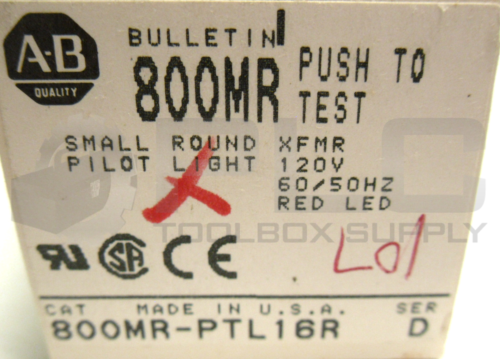 A-B
QUALITY
BULLETIN
800MR
PUSH TO
TEST
SMALL ROUND XFMR
PILOT LIGHT 120V
60/50HZ
RED LED
X
TOOLBOX SUPPLY
L01
CAT MADE IN U.S.A. SER
800MR-PTL16R D